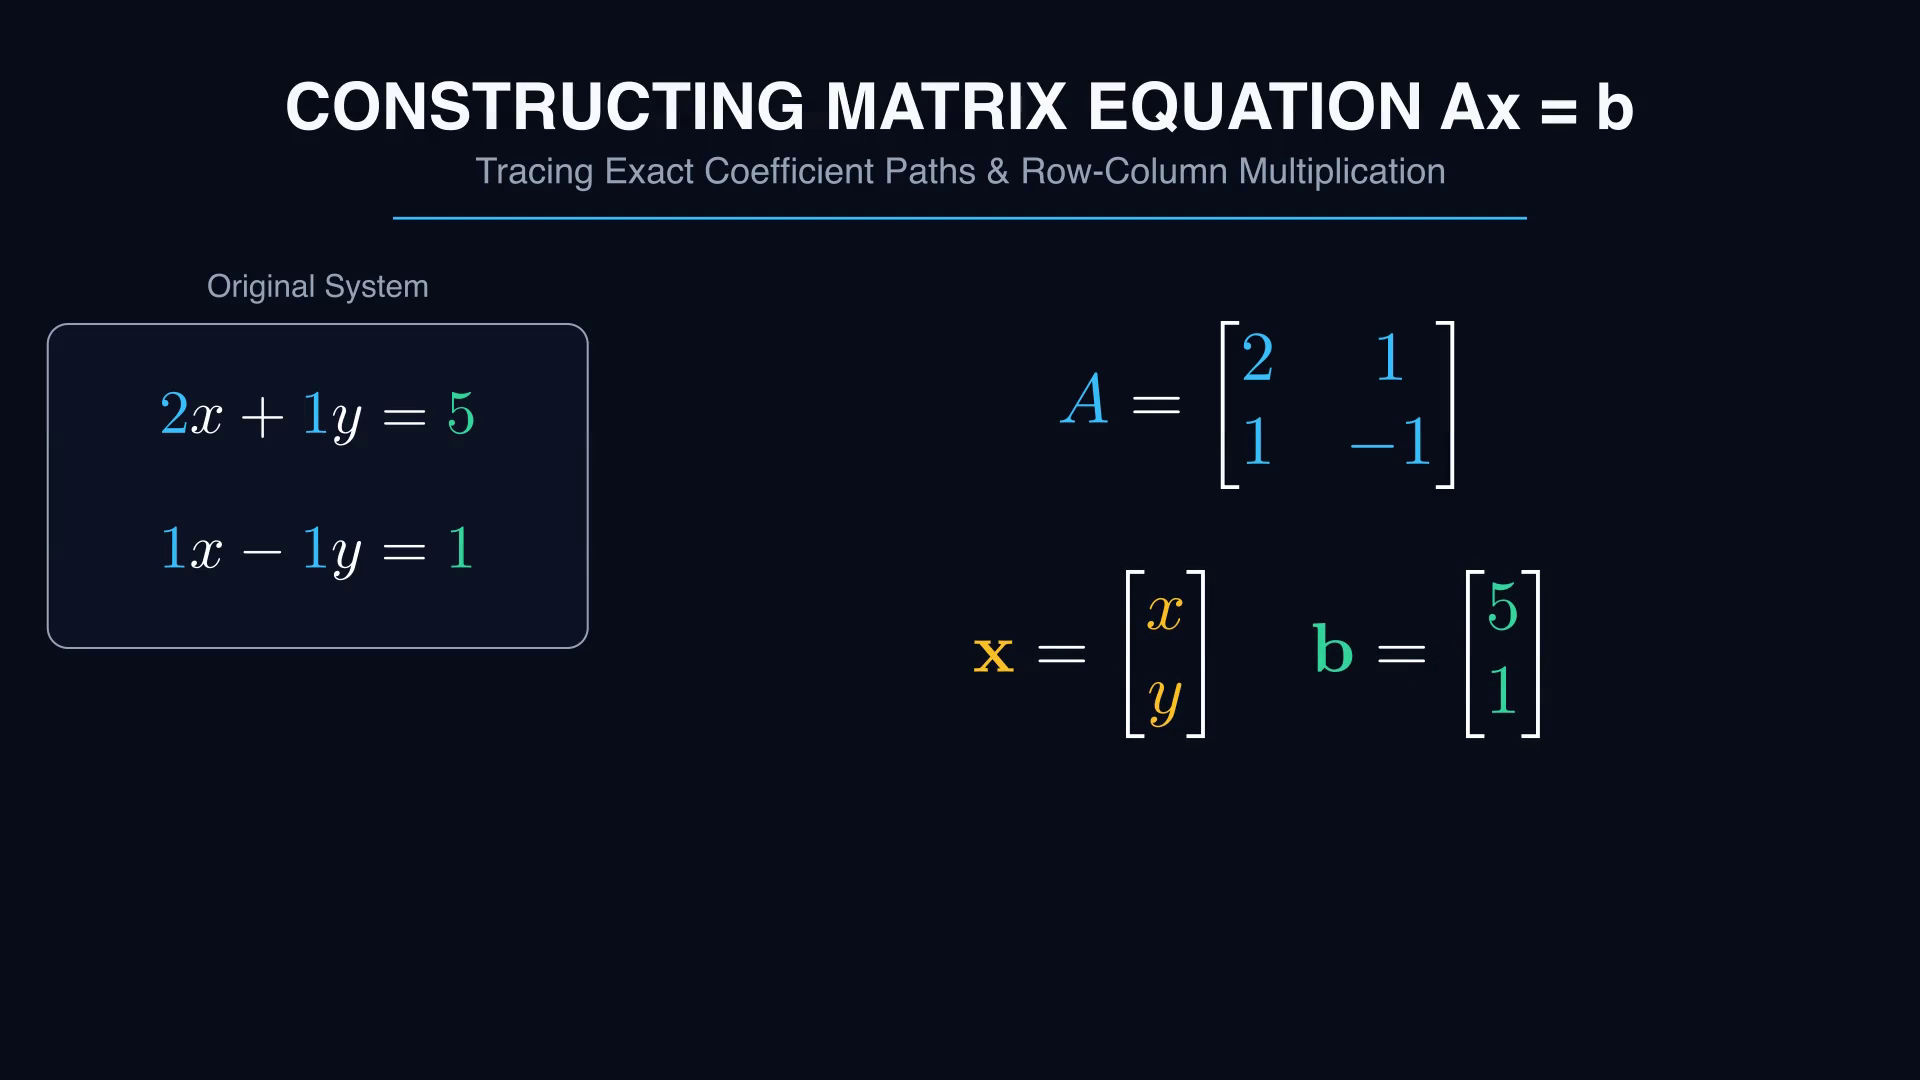 CONSTRUCTING MATRIX EQUATION Ax = b
Tracing Exact Coefficient Paths & Row-Column Multiplication
Original System
2x + 1y = 5
1x − 1y = 1
A = [2 1
1 −1]
x = [x
y]
b = [5
1]